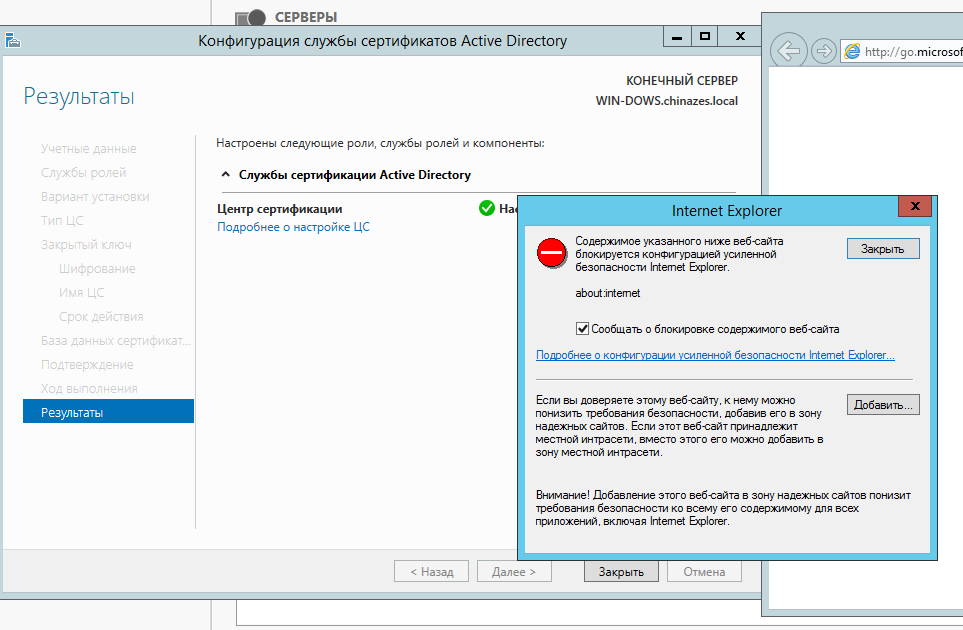 СЕРВЕРЫ
Конфигурация службы сертификатов Active Directory
http://go.microsof
Результаты
КОНЕЧНЫЙ СЕРВЕР
WIN-DOWS.chinazes.local
Учетные данные
Службы ролей
Вариант установки
Тип ЦС
Закрытый ключ
Шифрование
Имя ЦС
Срок действия
База данных сертификат...
Подтверждение
Ход выполнения
Результаты
Настроены следующие роли, службы ролей и компоненты:
Службы сертификации Active Directory
Центр сертификации
Подробнее о настройке ЦС
< Назад
Далее >
Закрыть
Отмена
Internet Explorer
Содержимое указанного ниже веб-сайта
блокируется конфигурацией усиленной
безопасности Internet Explorer.
Закрыть
about:internet
Сообщать о блокировке содержимого веб-сайта
Подробнее о конфигурации усиленной безопасности Internet Explorer...
Если вы доверяете этому веб-сайту, к нему можно
понизить требования безопасности, добавив его в зону
надежных сайтов. Если этот веб-сайт принадлежит
местной интрасети, вместо этого его можно добавить в
зону местной интрасети.
Добавить...
Внимание! Добавление этого веб-сайта в зону надежных сайтов понизит
требования безопасности ко всему его содержимому для всех
приложений, включая Internet Explorer.